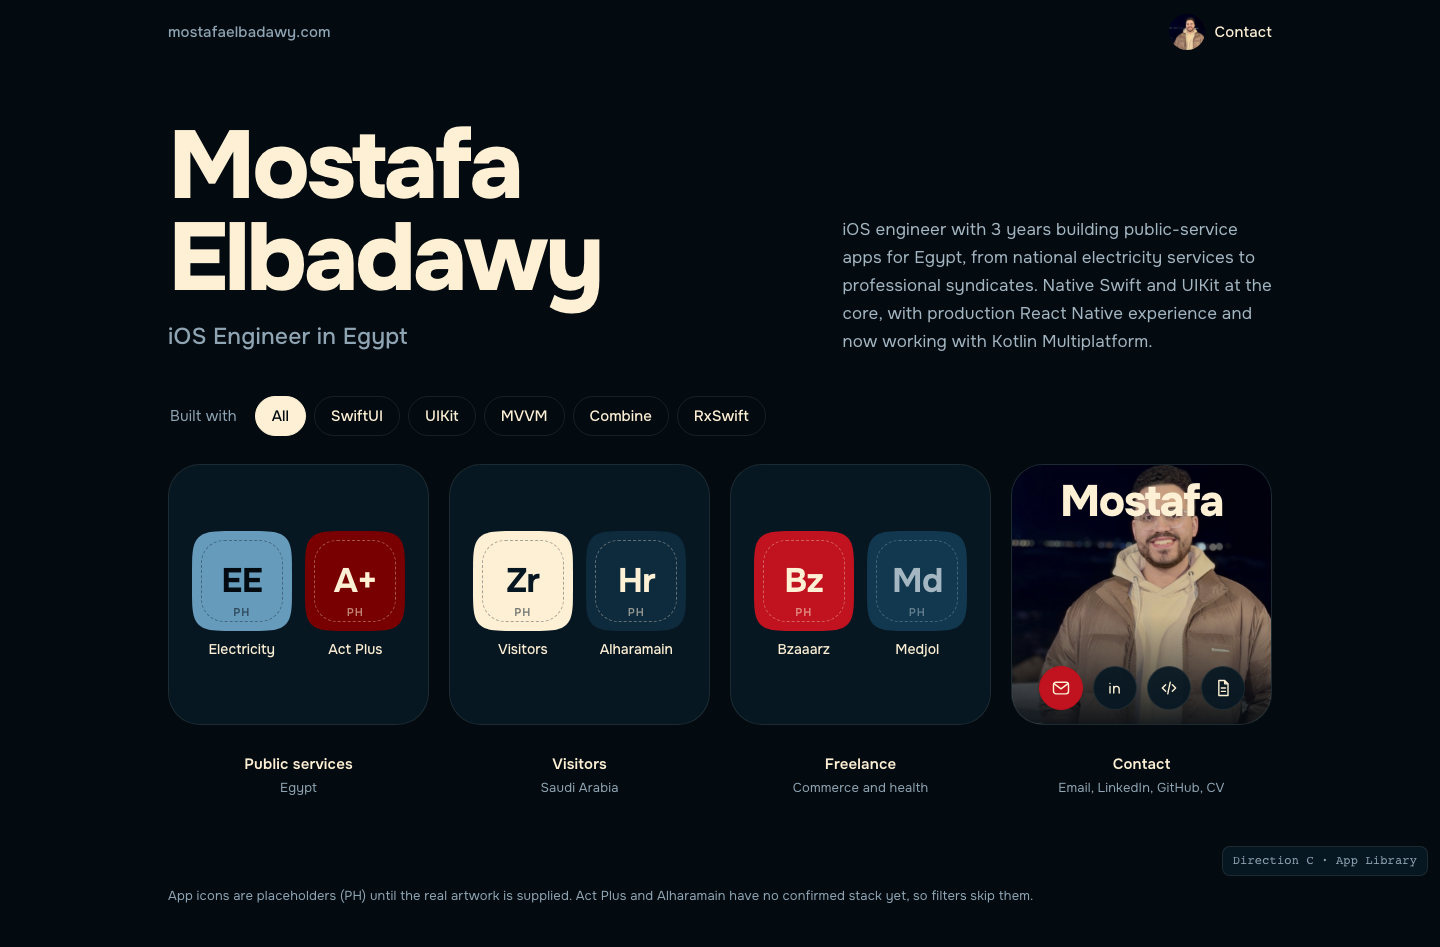 mostafaelbadawy.com
Contact
Mostafa
Elbadawy
iOS Engineer in Egypt
iOS engineer with 3 years building public-service
apps for Egypt, from national electricity services to
professional syndicates. Native Swift and UIKit at the
core, with production React Native experience and
now working with Kotlin Multiplatform.
Built with
All
SwiftUI
UIKit
MVVM
Combine
RxSwift
EE
PH
Electricity
A+
PH
Act Plus
Zr
PH
Visitors
Hr
PH
Alharamain
Bz
PH
Bzaaarz
Md
PH
Medjol
Mostafa
in
Public services
Egypt
Visitors
Saudi Arabia
Freelance
Commerce and health
Contact
Email, LinkedIn, GitHub, CV
Direction C · App Library
App icons are placeholders (PH) until the real artwork is supplied. Act Plus and Alharamain have no confirmed stack yet, so filters skip them.